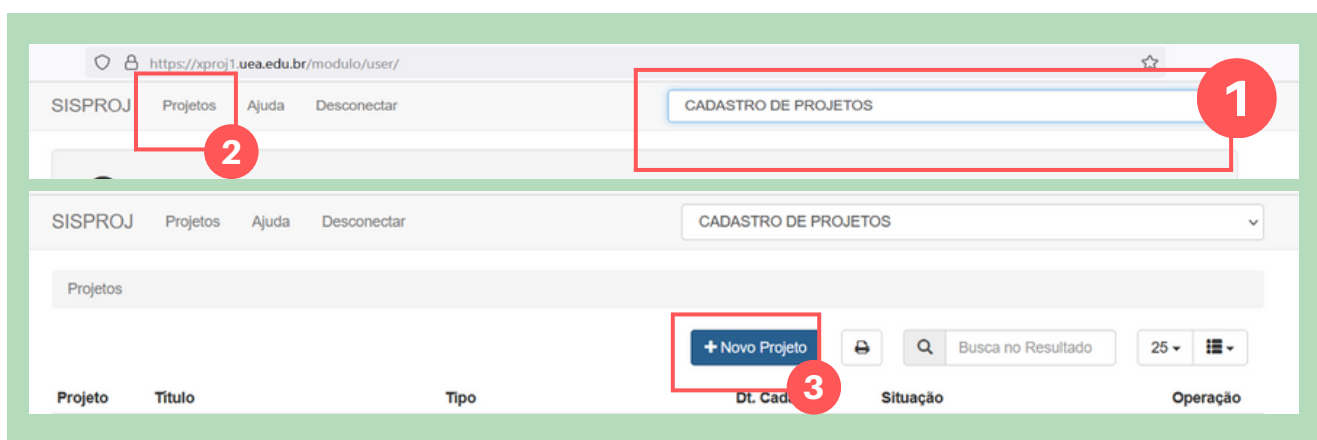 https://xproj1.uea.edu.br/modulo/user/
SISPROJ Projetos Ajuda Desconectar CADASTRO DE PROJETOS 1
2
SISPROJ Projetos Ajuda Desconectar CADASTRO DE PROJETOS
Projetos
+ Novo Projeto Busca no Resultado 25
3
Projeto Título Tipo Dt. Situação Operação